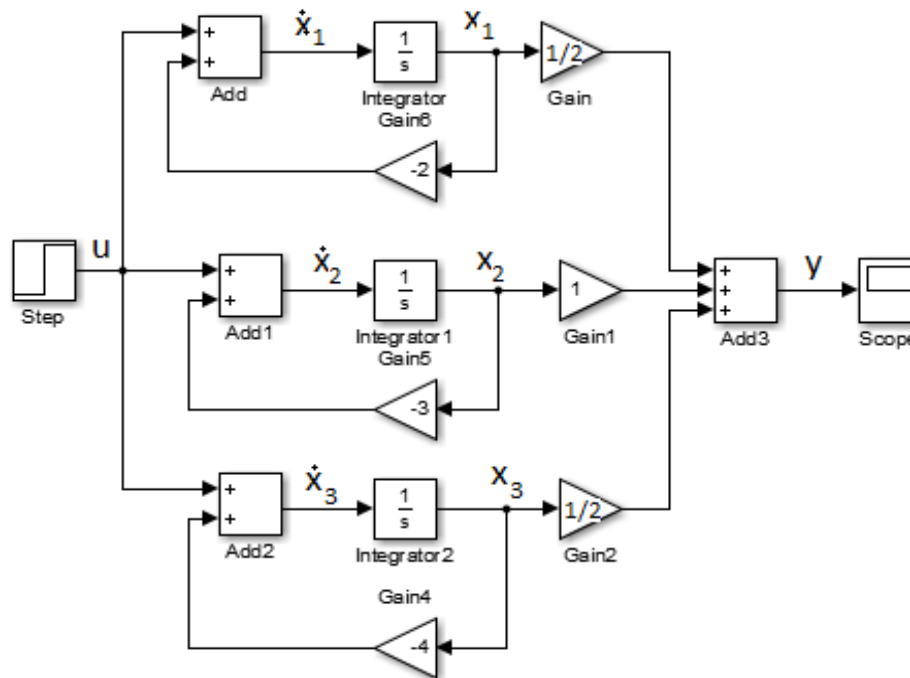 +
+
Add
ẋ1
1
s
Integrator
x1
1/2
Gain
Gain6
-2
u
Step
+
+
Add1
ẋ2
1
s
Integrator1
x2
1
Gain1
Gain5
-3
+
+
+
Add3
y
Scope
+
+
Add2
ẋ3
1
s
Integrator2
x3
1/2
Gain2
Gain4
-4